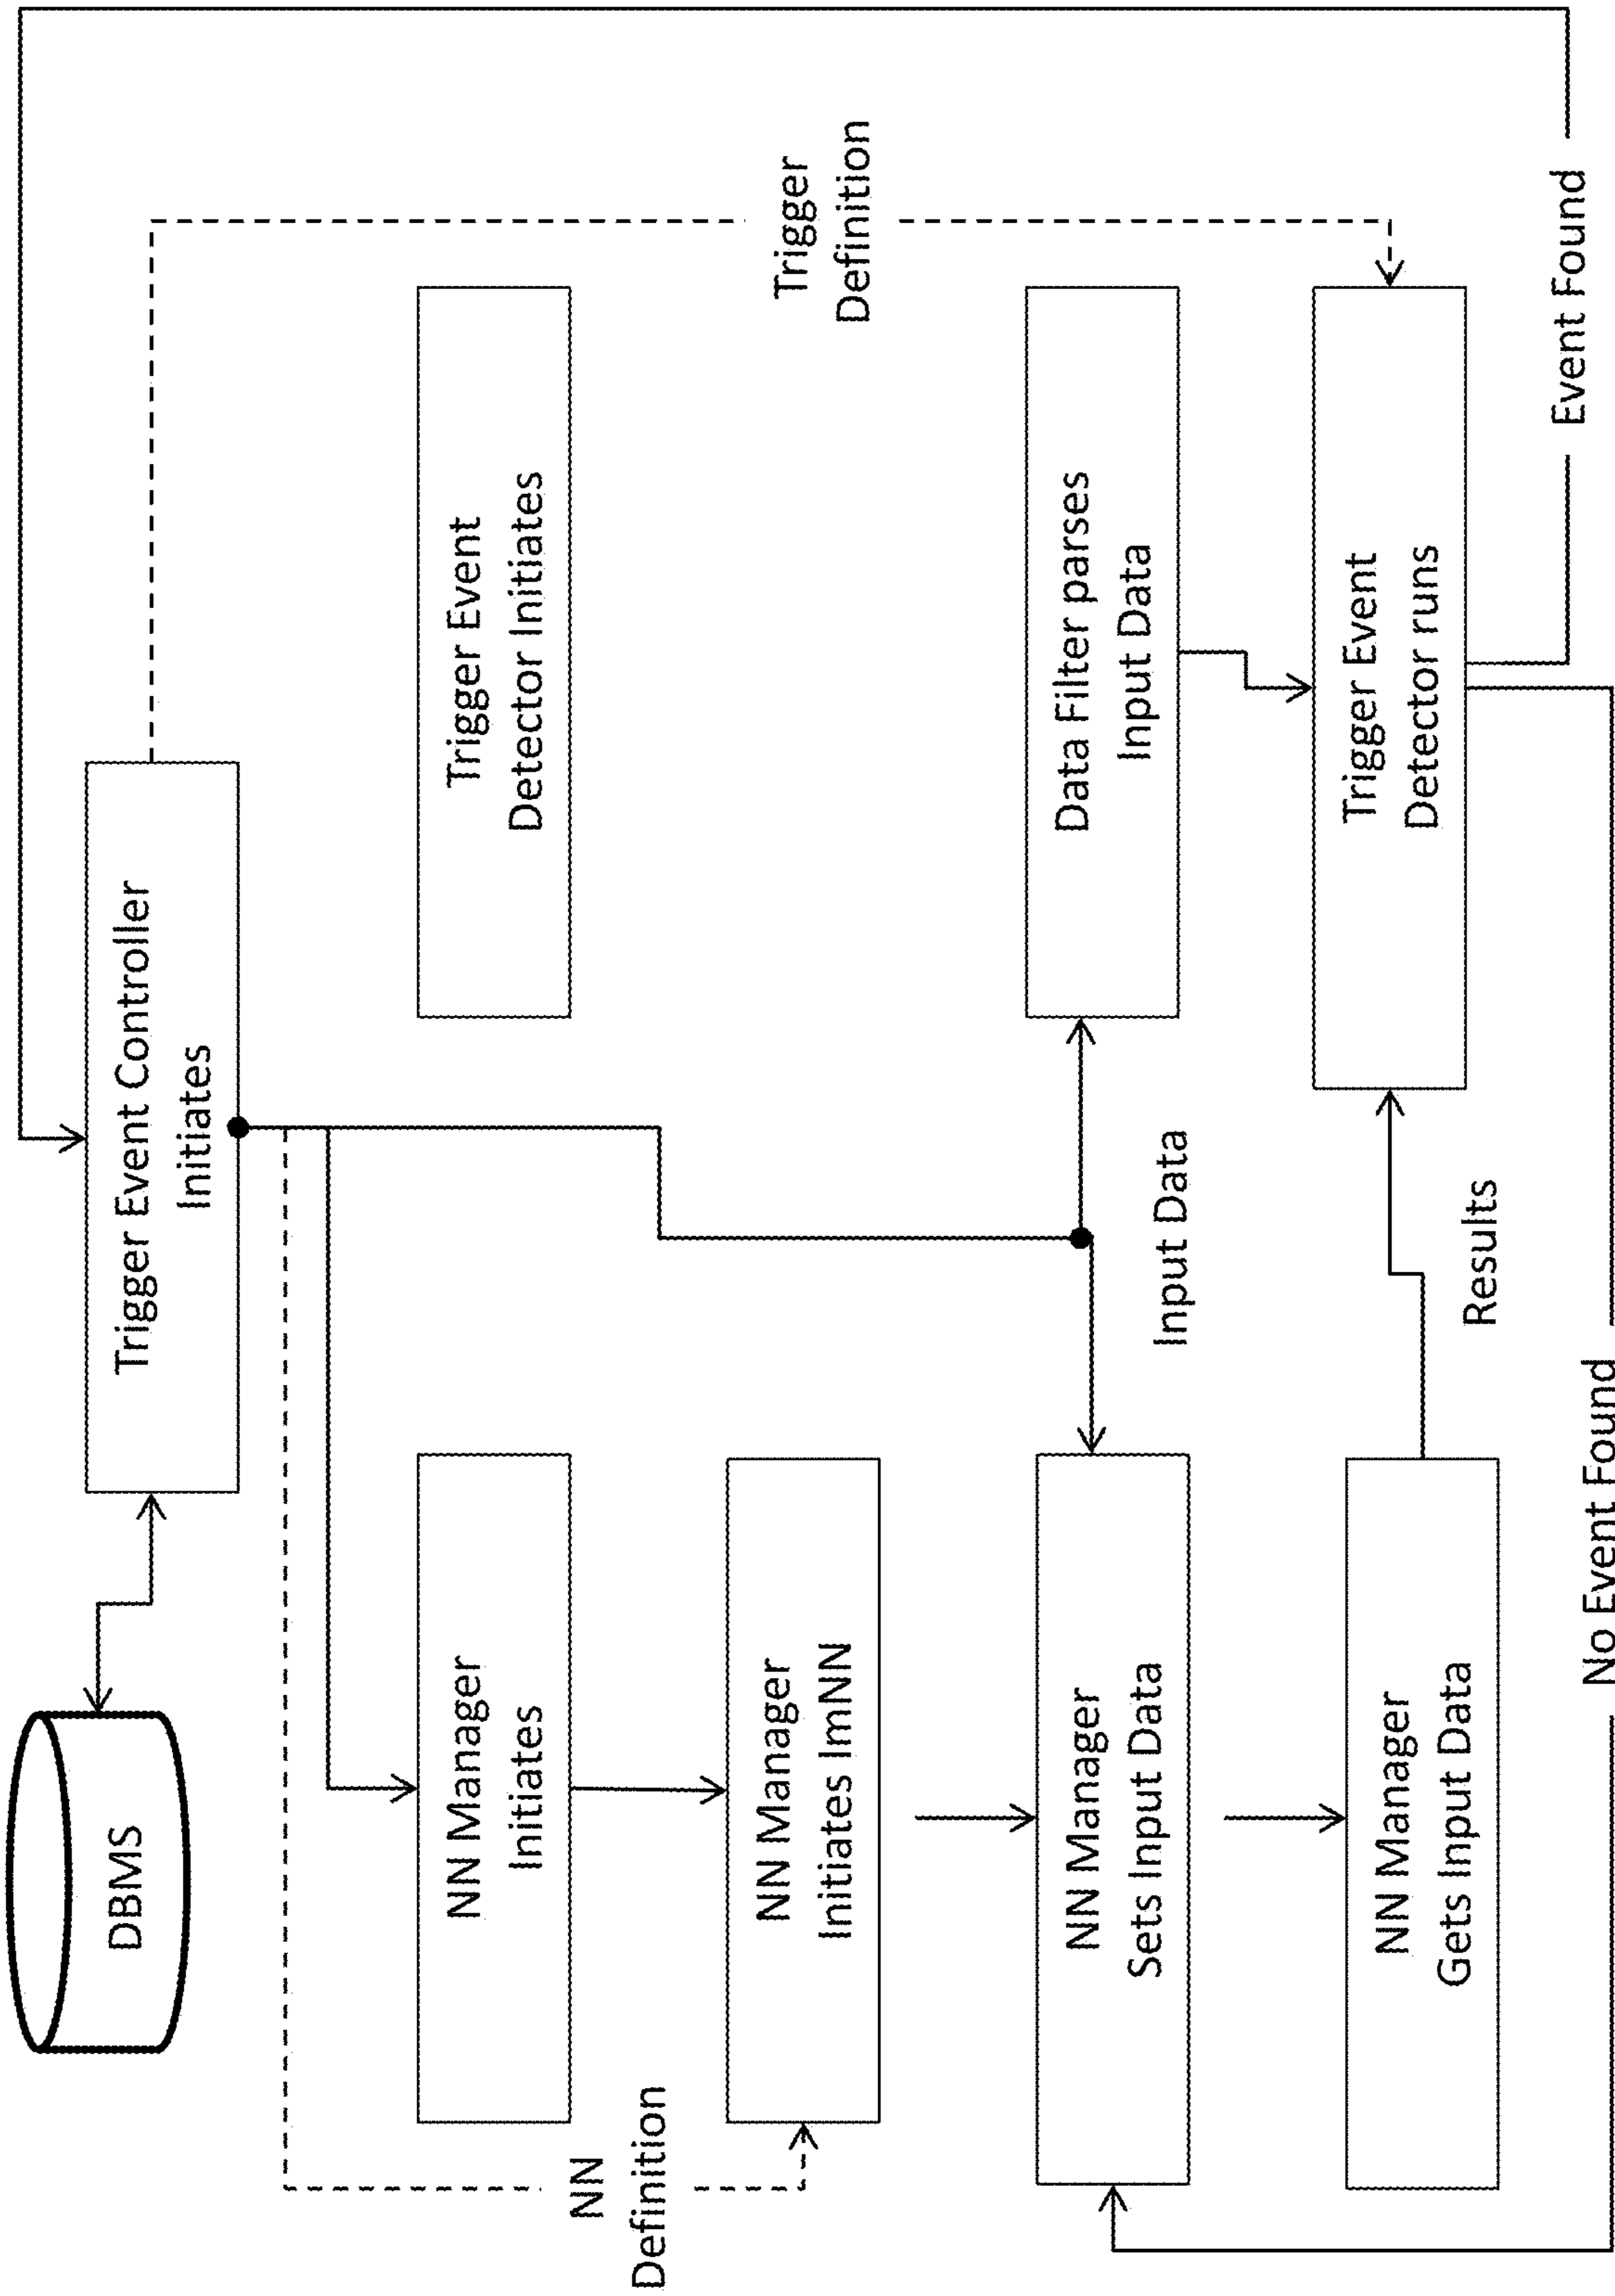 DBMS
Trigger Event Controller
Initiates
NN Manager
Initiates
Trigger Event
Detector Initiates
NN
Definition
NN Manager
Initiates ImNN
Trigger
Definition
NN Manager
Sets Input Data
Input Data
Data Filter parses
Input Data
NN Manager
Gets Input Data
Results
Trigger Event
Detector runs
No Event Found
Event Found